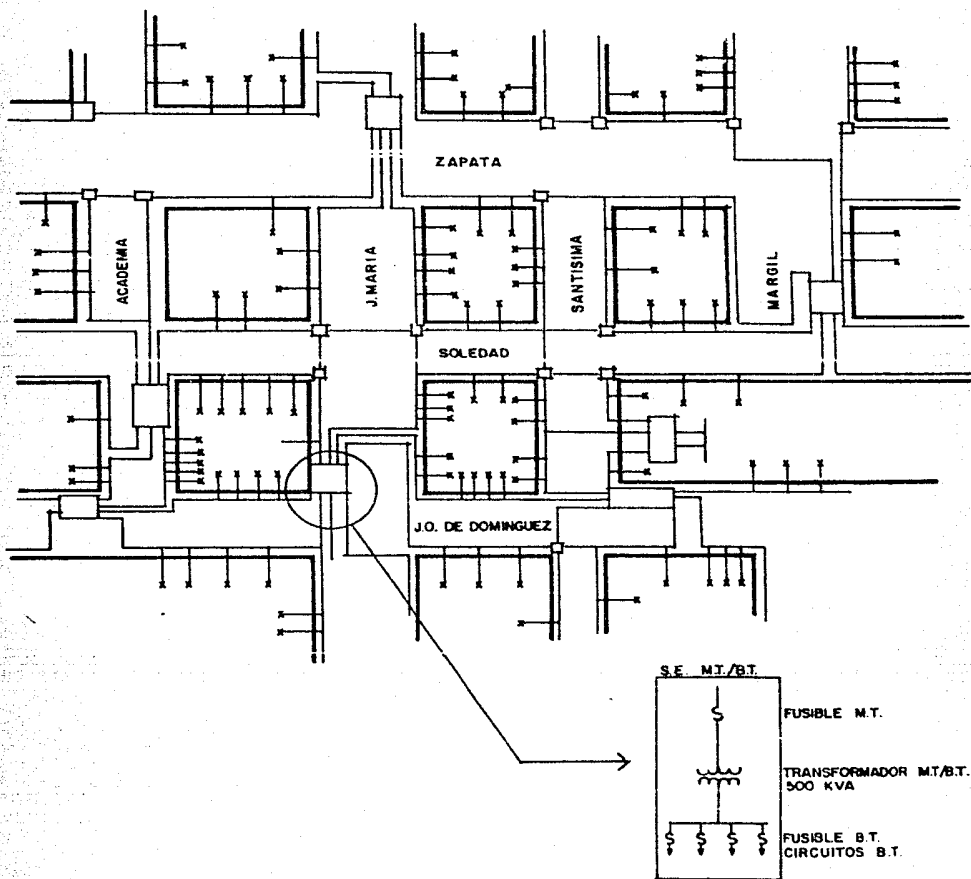 ZAPATA
ACADEMIA
J. MARIA
SANTISIMA
MARGIL
SOLEDAD
J.O. DE DOMINGUEZ
S.E. M.T./B.T.
FUSIBLE M.T.
TRANSFORMADOR M.T/B.T.
500 KVA
FUSIBLE B.T.
CIRCUITOS B.T.